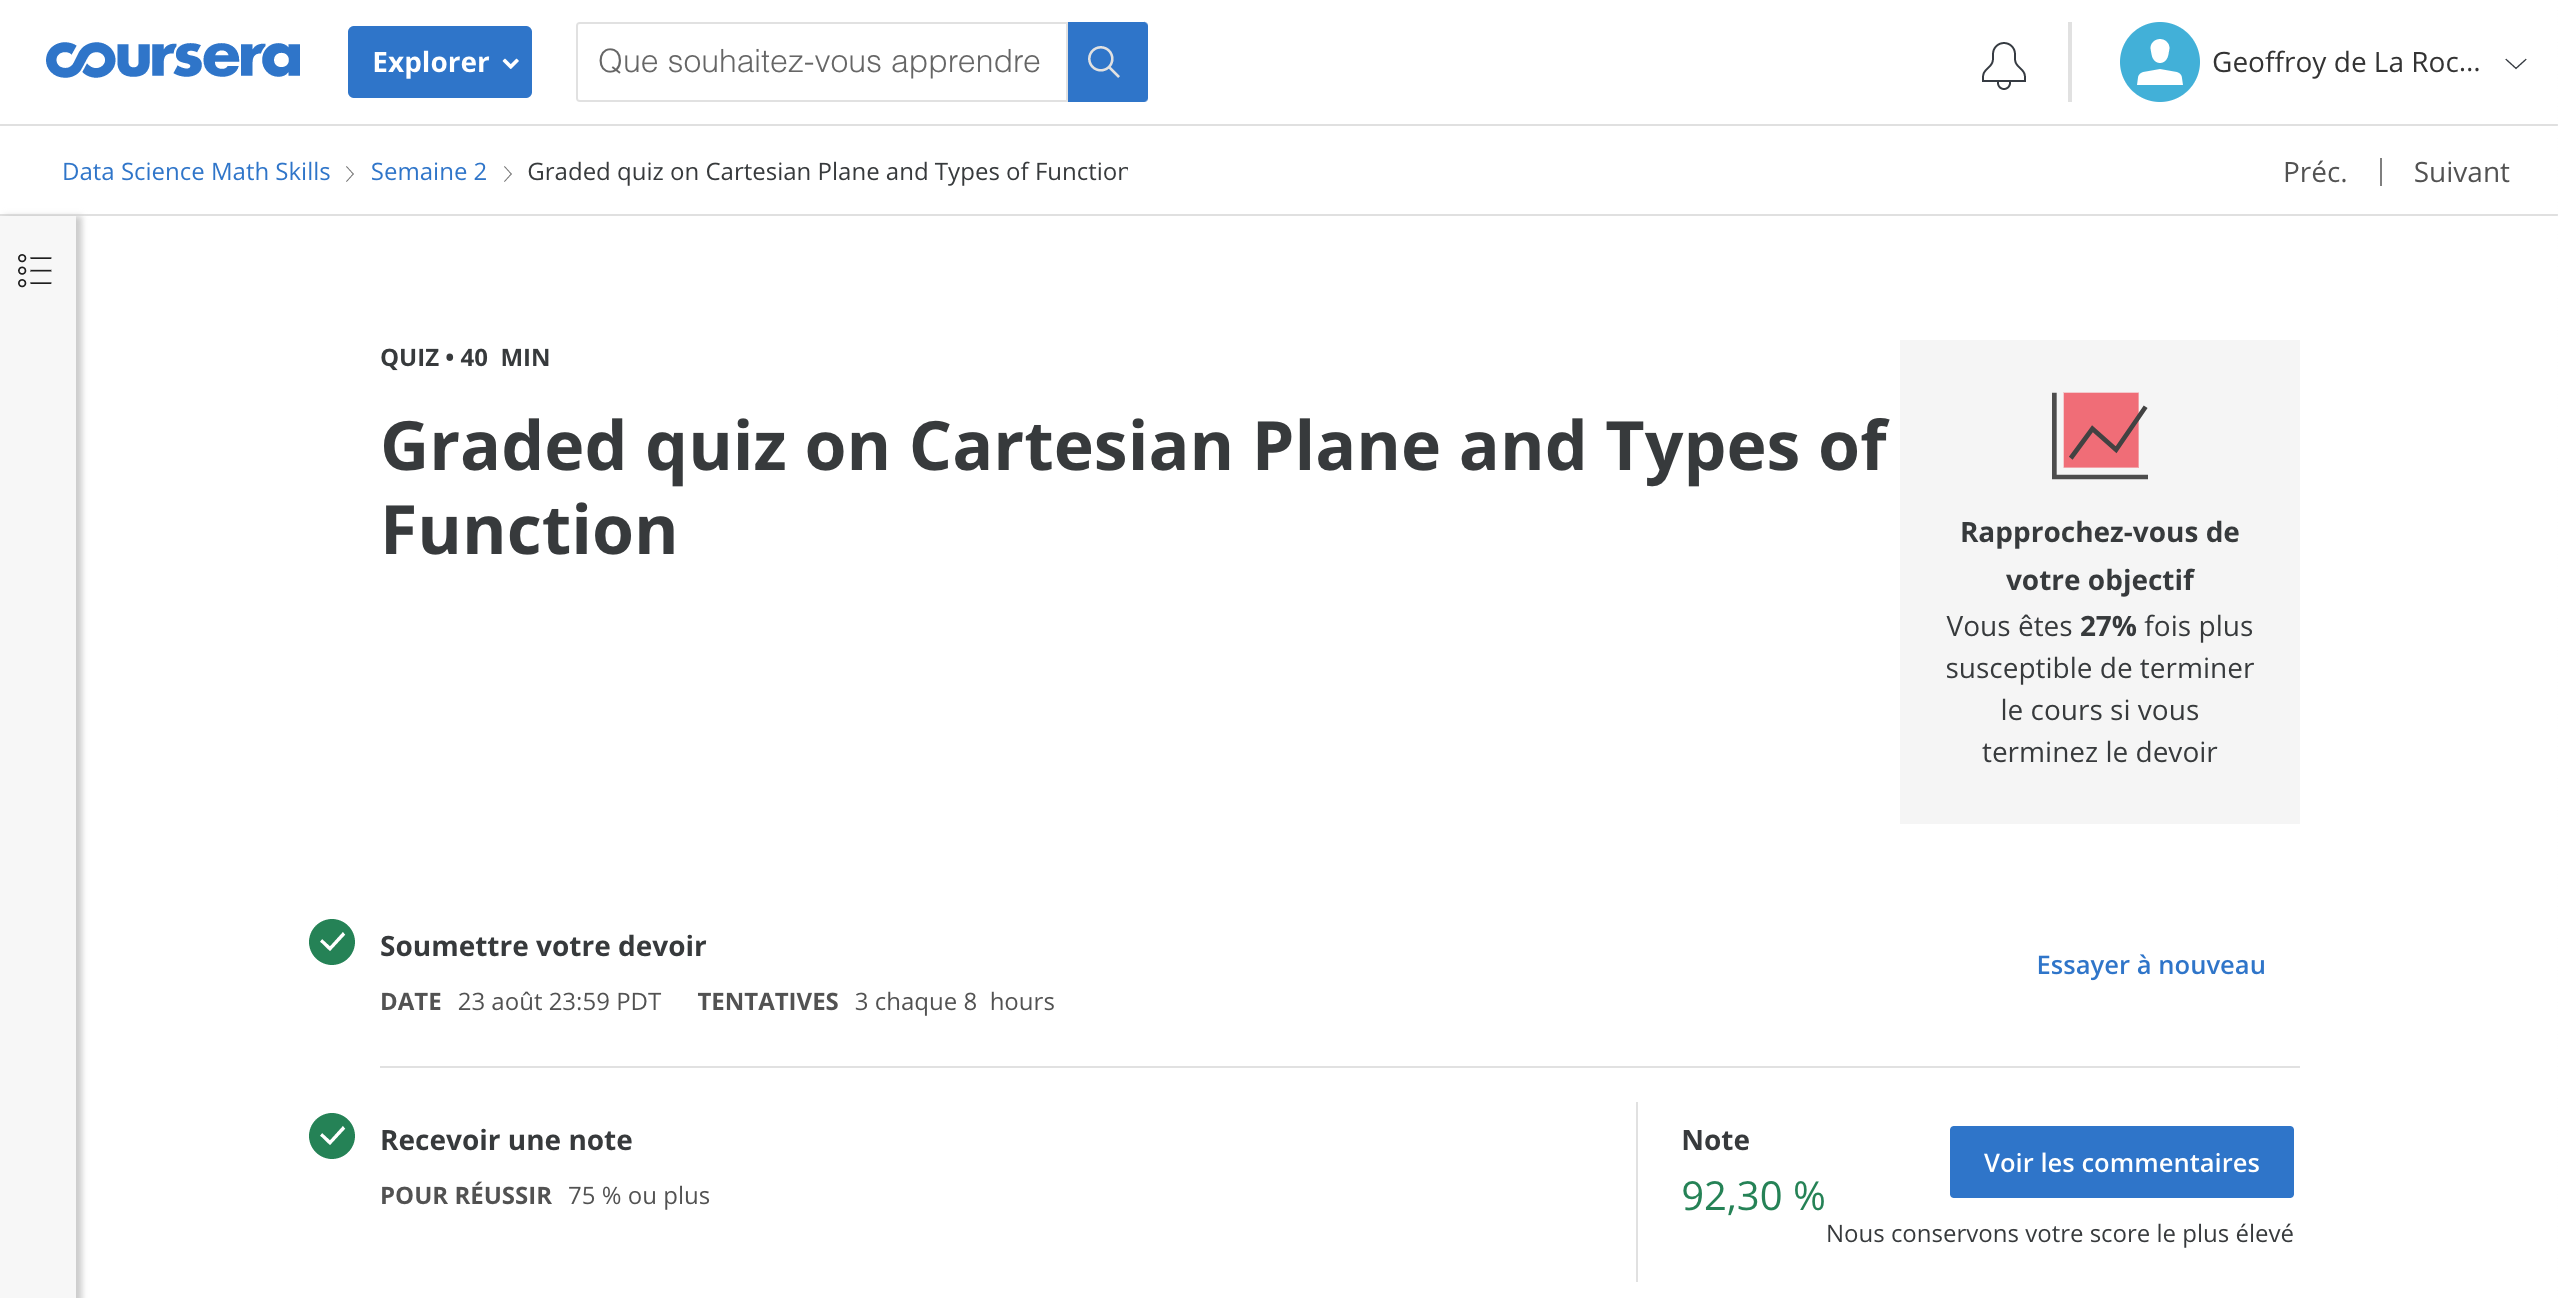 coursera
Explorer
Que souhaitez-vous apprendre
Geoffroy de La Roc...
Data Science Math Skills
Semaine 2
Graded quiz on Cartesian Plane and Types of Function
Préc. | Suivant
QUIZ • 40 MIN
Graded quiz on Cartesian Plane and Types of
Function
Rapprochez-vous de
votre objectif
Vous êtes 27% fois plus
susceptible de terminer
le cours si vous
terminez le devoir
Soumettre votre devoir
DATE 23 août 23:59 PDT TENTATIVES 3 chaque 8 hours
Essayer à nouveau
Recevoir une note
POUR RÉUSSIR 75 % ou plus
Note
92,30 %
Voir les commentaires
Nous conservons votre score le plus élevé